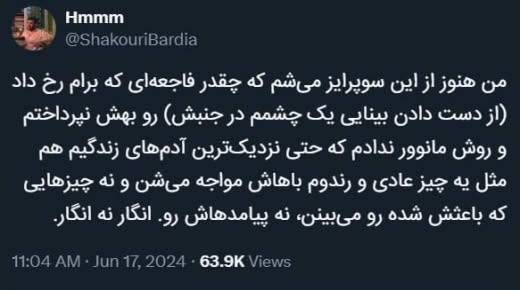 Hmmm
@ShakouriBardia
من هنوز از این سوپرایز می‌شم که چقدر فاجعه‌ای که برام رخ داد
(از دست دادن بینایی یک چشمم در جنبش) رو بهش نپرداختم
و روش مانوور ندادم که حتی نزدیک‌ترین آدم‌های زندگیم هم
مثل یه چیز عادی و رندوم باهاش مواجه می‌شن و نه چیزهایی
که باعثش شده رو می‌بینن، نه پیامدهاش رو. انگار نه انگار.
11:04 AM · Jun 17, 2024 · 63.9K Views